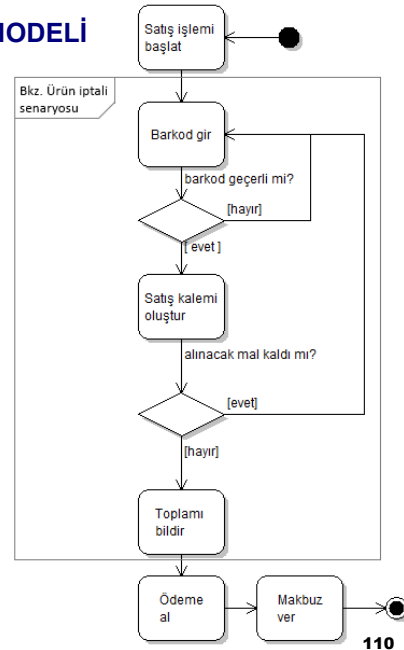 MODELİ
Satış işlemi
başlat
Bkz. Ürün iptali
senaryosu
Barkod gir
barkod geçerli mi?
[hayır]
[ evet ]
Satış kalemi
oluştur
alınacak mal kaldı mı?
[evet]
[hayır]
Toplamı
bildir
Ödeme
al
Makbuz
ver
110